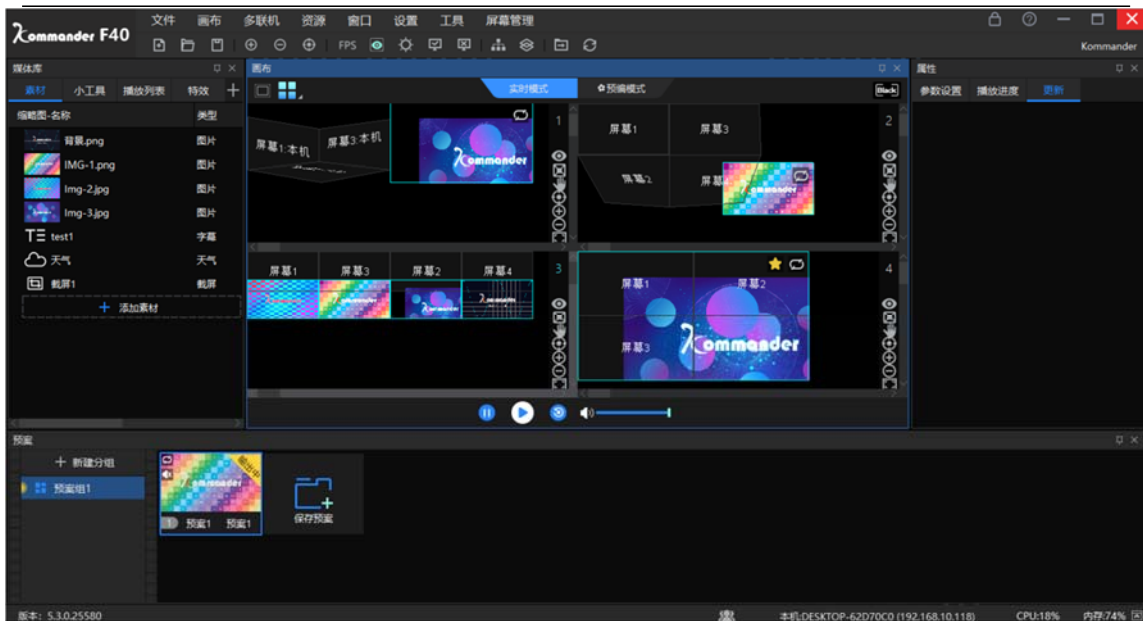 Kommander F40
文件 画布 多联机 资源 窗口 设置 工具 屏幕管理
FPS
Kommander
媒体库
画布
属性
素材 小工具 播放列表 特效
实时模式 预编模式
Black
参数设置 播放进度 更新
缩略图-名称 类型
背景.png 图片
IMG-1.png 图片
Img-2.jpg 图片
Img-3.jpg 图片
test1 字幕
天气 天气
截屏1 截屏
添加素材
屏幕1:本机 屏幕3:本机
Kommander
1
屏幕1 屏幕3
屏幕2 屏幕4
2
屏幕1 屏幕3 屏幕2 屏幕4
3
屏幕1 屏幕2
屏幕3
Kommander
4
预案
新建分组
预案组1
输出中
Kommander
1 预案1 预案1
保存预案
版本: 5.3.0.25580
本机:DESKTOP-62D70C0 (192.168.10.118) CPU:18% 内存:74%